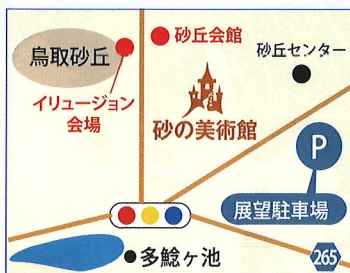 砂丘会館
鳥取砂丘
砂丘センター
イリュージョン
会場
砂の美術館
P
展望駐車場
多鯰ヶ池
265